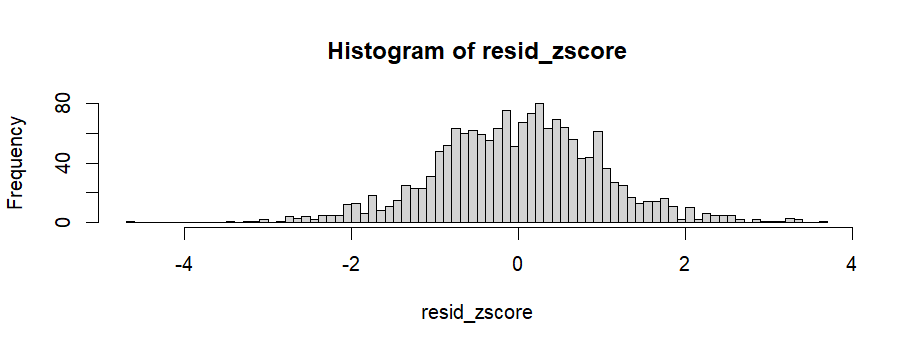 Histogram of resid_zscore
Frequency
80
40
0
-4 -2 0 2 4
resid_zscore